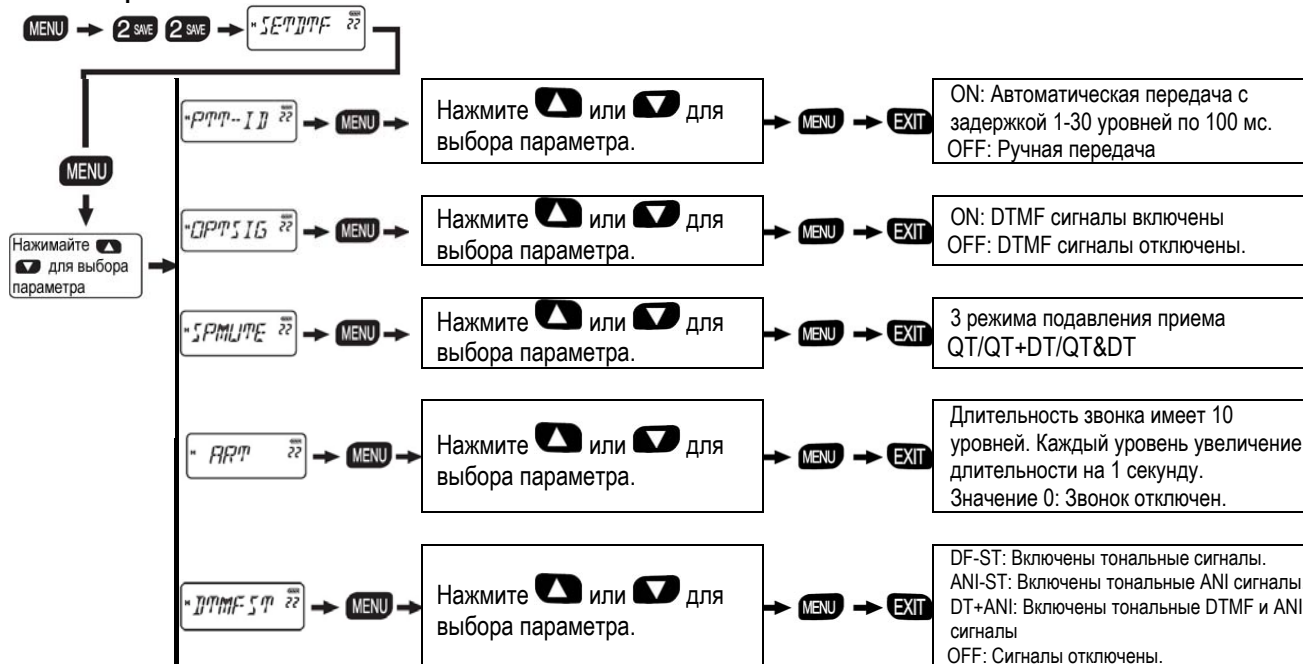 MENU 2 SAVE 2 SAVE SETDTF 22
MENU
Нажимайте
для выбора
параметра
PTT--ID 22 MENU
Нажмите или для
выбора параметра.
MENU EXIT
ON: Автоматическая передача с
задержкой 1-30 уровней по 100 мс.
OFF: Ручная передача
OPTSIG 22 MENU
Нажмите или для
выбора параметра.
MENU EXIT
ON: DTMF сигналы включены
OFF: DTMF сигналы отключены.
SPMUTE 22 MENU
Нажмите или для
выбора параметра.
MENU EXIT
3 режима подавления приема
QT/QT+DT/QT&DT
ART 22 MENU
Нажмите или для
выбора параметра.
MENU EXIT
Длительность звонка имеет 10
уровней. Каждый уровень увеличение
длительности на 1 секунду.
Значение 0: Звонок отключен.
DTMFST 22 MENU
Нажмите или для
выбора параметра.
MENU EXIT
DF-ST: Включены тональные сигналы.
ANI-ST: Включены тональные ANI сигналы
DT+ANI: Включены тональные DTMF и ANI
сигналы
OFF: Сигналы отключены.